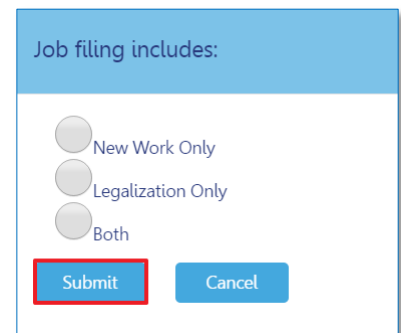 Job filing includes:
New Work Only
Legalization Only
Both
Submit Cancel